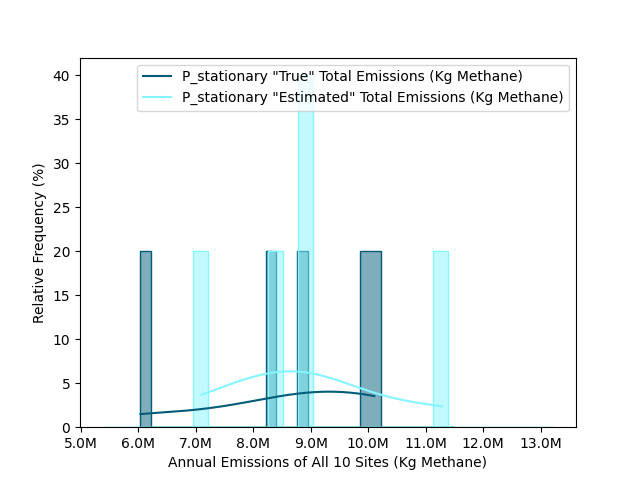 P_stationary "True" Total Emissions (Kg Methane)
P_stationary "Estimated" Total Emissions (Kg Methane)
40
35
30
25
20
15
10
5
0
Relative Frequency (%)
5.0M 6.0M 7.0M 8.0M 9.0M 10.0M 11.0M 12.0M 13.0M
Annual Emissions of All 10 Sites (Kg Methane)